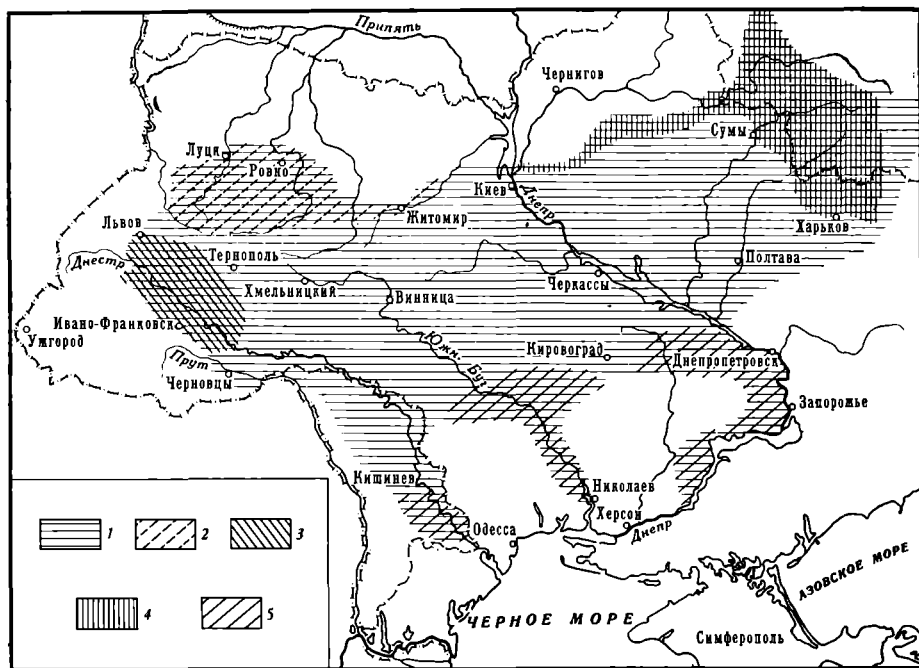 Припять
Чернигов
Сумы
Луцк
Ровно
Киев
Днепр
Житомир
Харьков
Львов
Днестр
Тернополь
Полтава
Хмельницкий
Винница
Черкассы
Ивано-Франковск
Ужгород
Южн. Буг
Кировоград
Днепропетровск
Прут
Черновцы
Запорожье
Кишинев
Николаев
Херсон
Одесса
Днепр
АЗОВСКОЕ МОРЕ
ЧЕРНОЕ МОРЕ
Симферополь
1 2 3
4 5